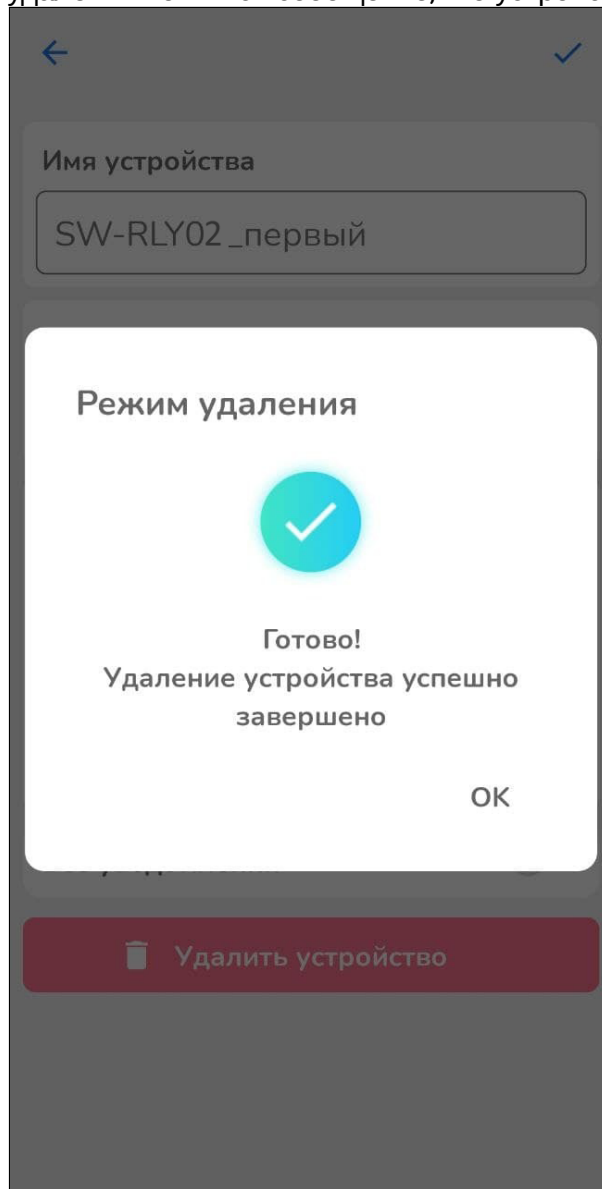 Имя устройства
SW-RLY02_первый
Режим удаления
Готово!
Удаление устройства успешно
завершено
OK
Удалить устройство